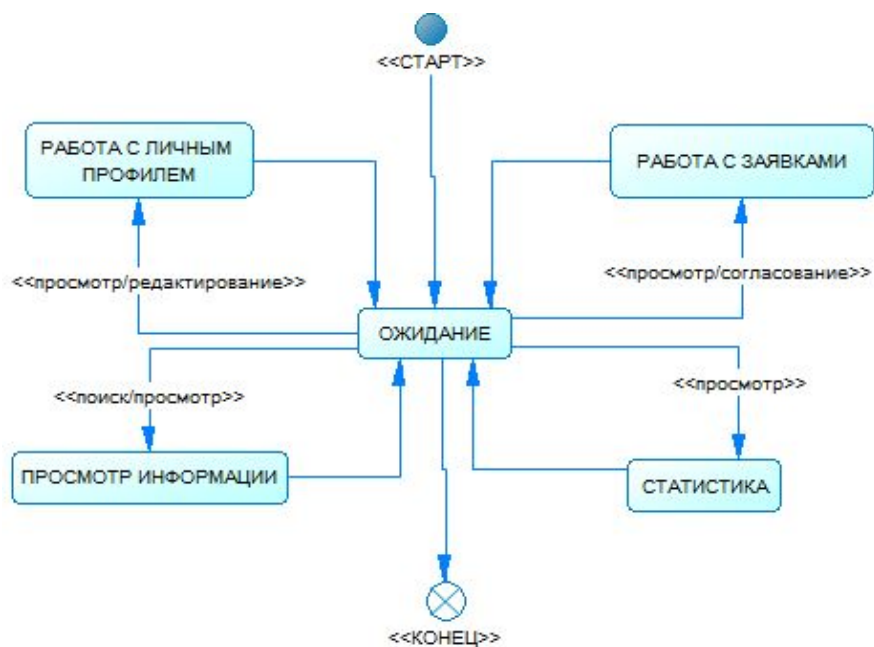 <<СТАРТ>>
РАБОТА С ЛИЧНЫМ
ПРОФИЛЕМ
РАБОТА С ЗАЯВКАМИ
<<просмотр/редактирование>>
<<просмотр/согласование>>
ОЖИДАНИЕ
<<поиск/просмотр>>
<<просмотр>>
ПРОСМОТР ИНФОРМАЦИИ
СТАТИСТИКА
<<КОНЕЦ>>